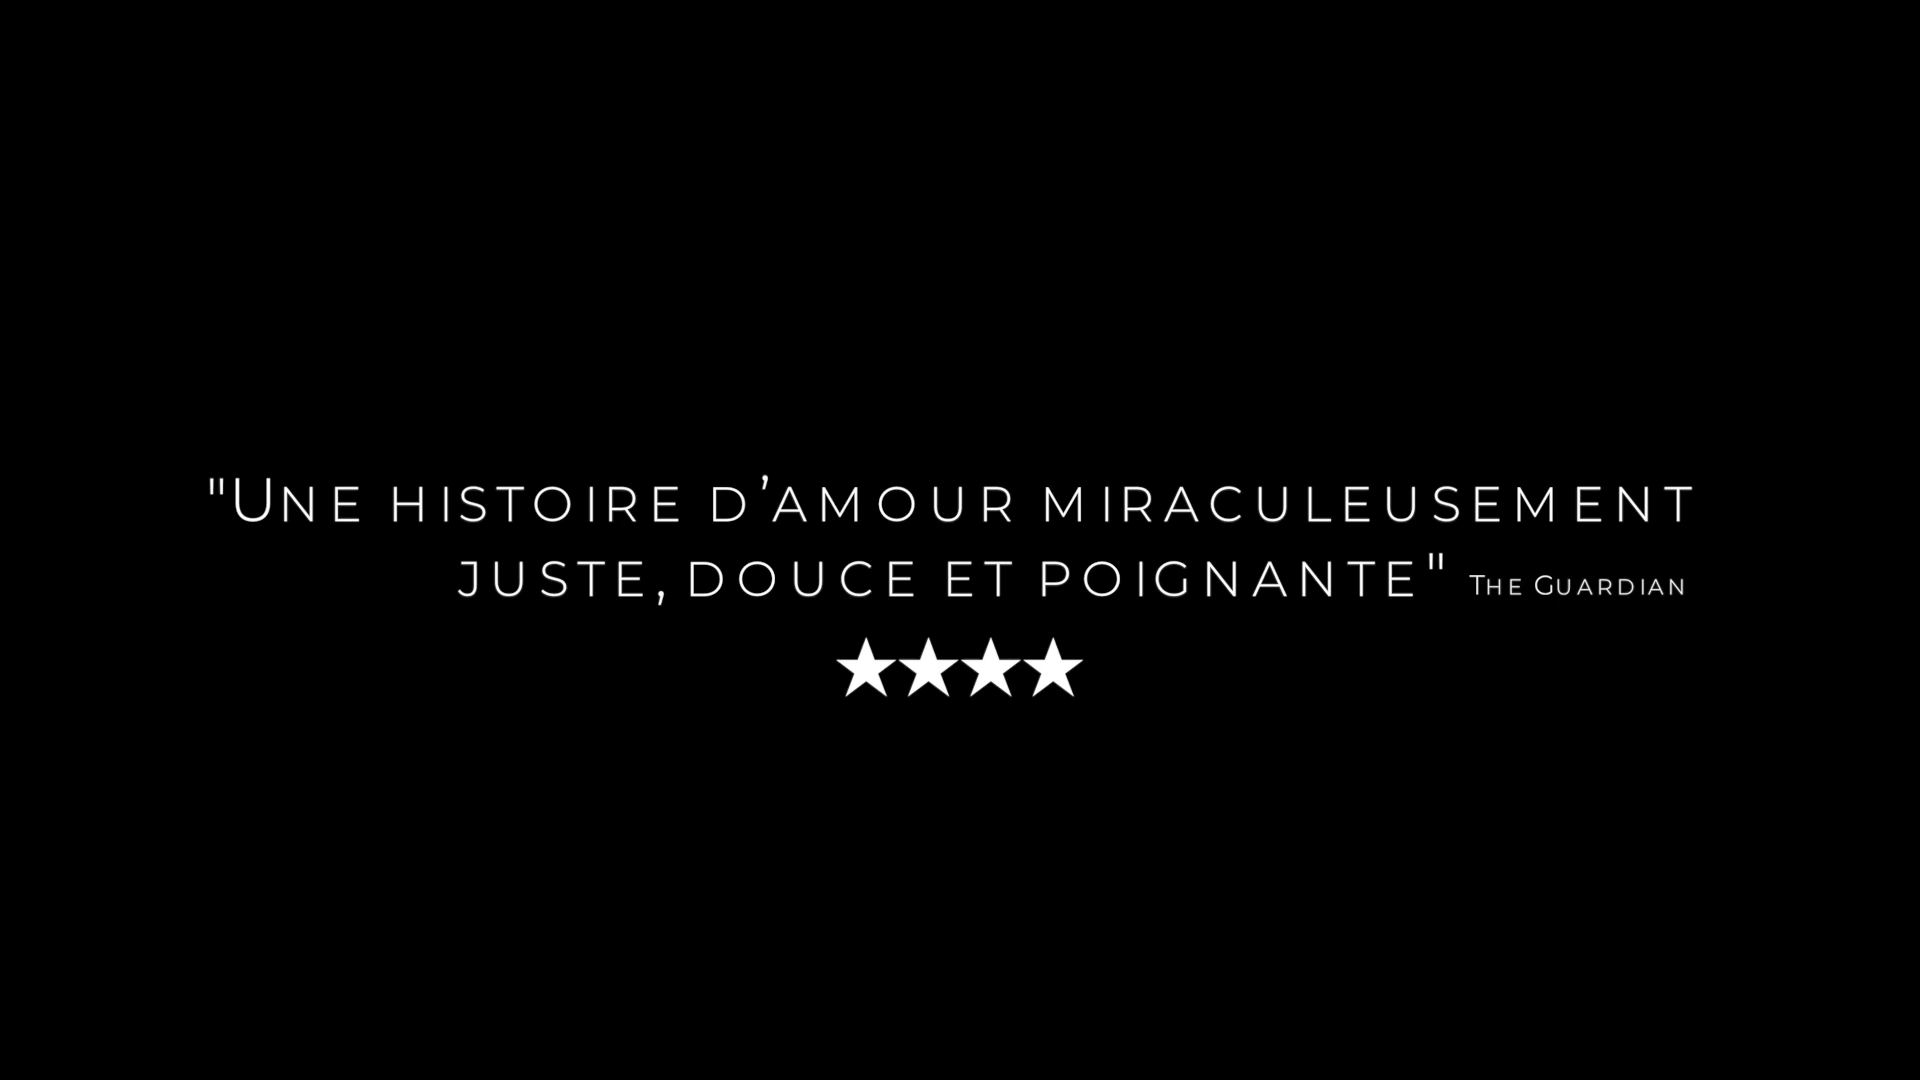 "Une histoire d’amour miraculeusement
juste, douce et poignante" The Guardian
★★★★